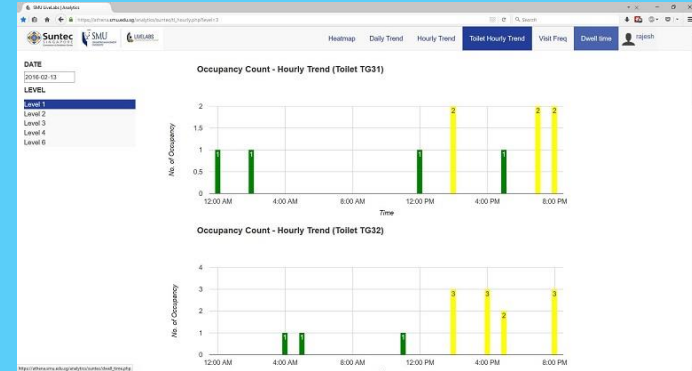 SMU LiveLabs | Analytics
Search
Suntec
SINGAPORE
SMU
LIVELABS
Heatmap
Daily Trend
Hourly Trend
Toilet Hourly Trend
Visit Freq
Dwell time
rajesh
DATE
2016-02-13
LEVEL
Level 1
Level 2
Level 3
Level 4
Level 6
Occupancy Count - Hourly Trend (Toilet TG31)
No. of Occupancy
2
1.5
1
0.5
0
1 1 1 2 1 2 2
12:00 AM 4:00 AM 8:00 AM 12:00 PM 4:00 PM 8:00 PM
Time
Occupancy Count - Hourly Trend (Toilet TG32)
No. of Occupancy
4
3
2
1
0
1 1 1 3 3 2 3
12:00 AM 4:00 AM 8:00 AM 12:00 PM 4:00 PM 8:00 PM